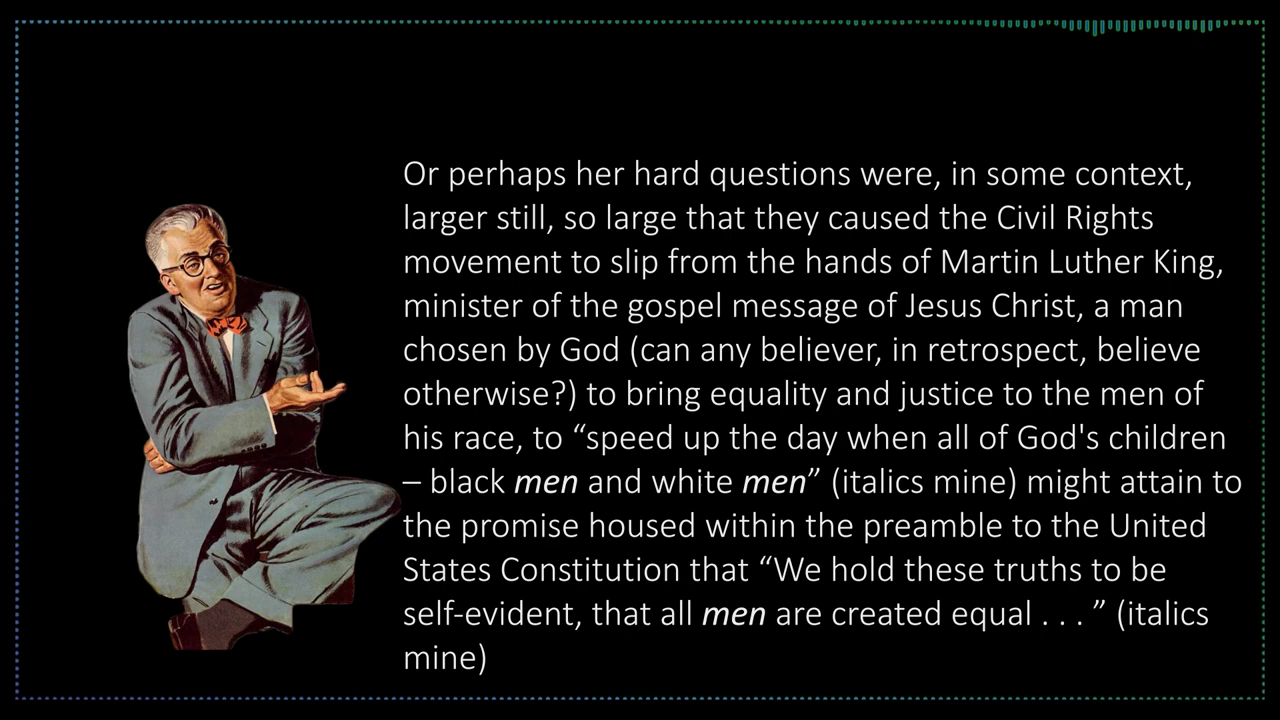 Or perhaps her hard questions were, in some context,
larger still, so large that they caused the Civil Rights
movement to slip from the hands of Martin Luther King,
minister of the gospel message of Jesus Christ, a man
chosen by God (can any believer, in retrospect, believe
otherwise?) to bring equality and justice to the men of
his race, to “speed up the day when all of God's children
– black men and white men” (italics mine) might attain to
the promise housed within the preamble to the United
States Constitution that “We hold these truths to be
self-evident, that all men are created equal . . . ” (italics
mine)